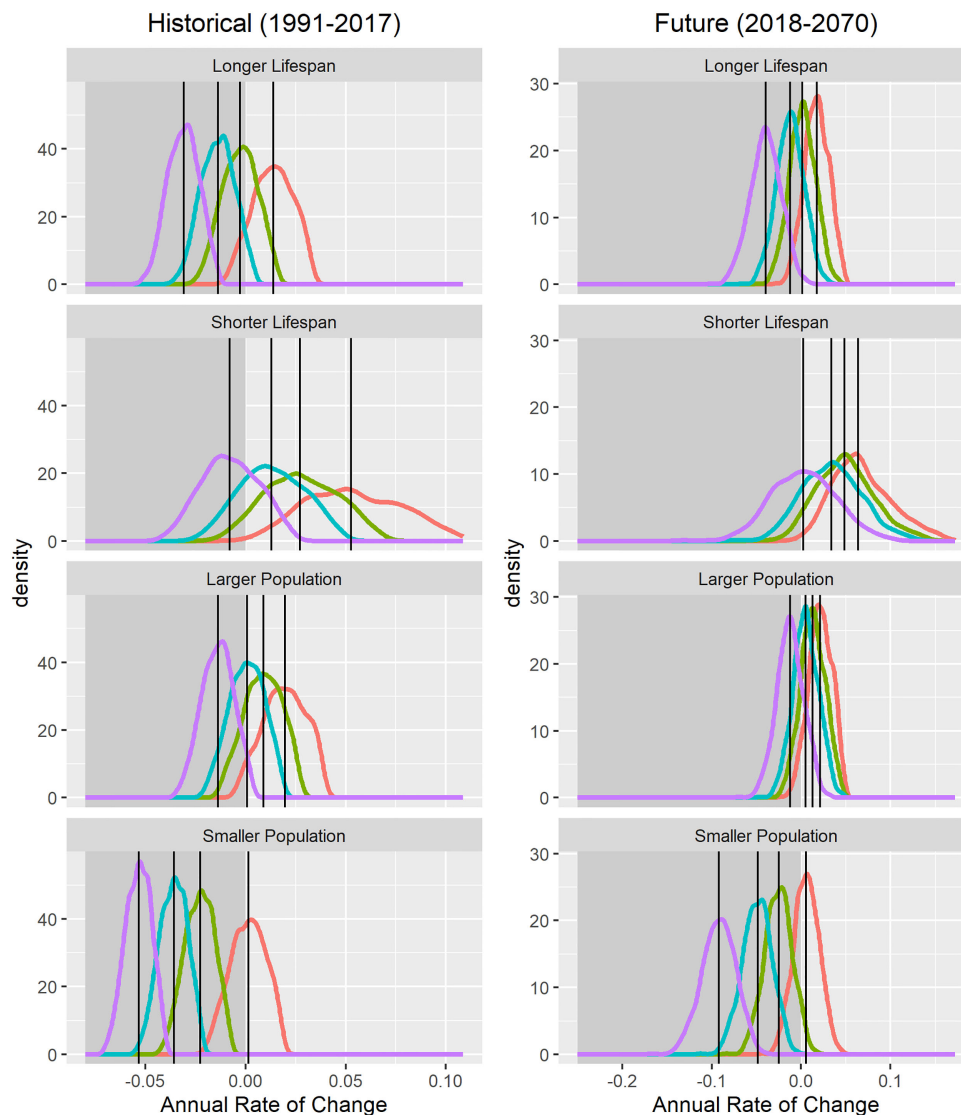 Historical (1991-2017)
Future (2018-2070)
Longer Lifespan
Longer Lifespan
40
20
0
30
20
10
0
Shorter Lifespan
Shorter Lifespan
40
20
0
30
20
10
0
density
density
Larger Population
Larger Population
40
20
0
30
20
10
0
Smaller Population
Smaller Population
40
20
0
30
20
10
0
-0.05 0.00 0.05 0.10
-0.2 -0.1 0.0 0.1
Annual Rate of Change
Annual Rate of Change